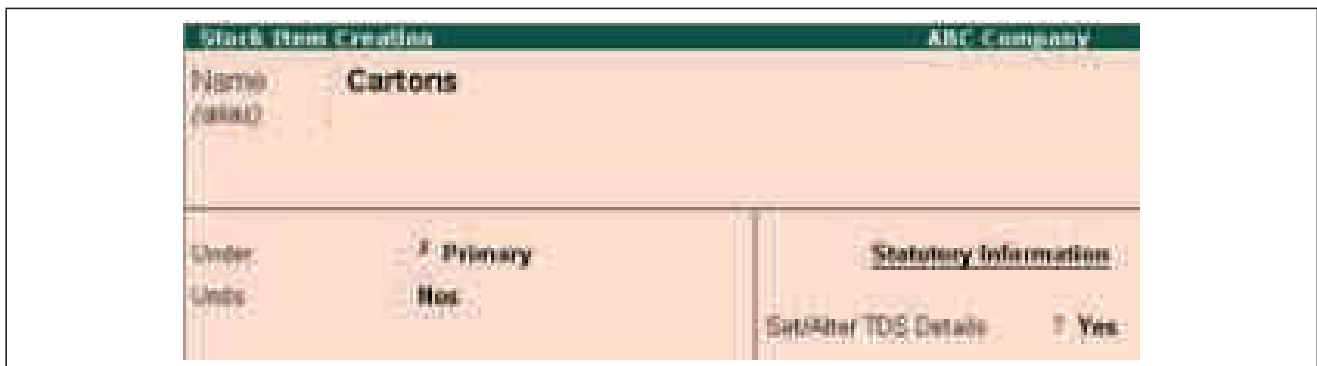 Stock Item Creation ABC Company
Name Cartons
(alias)
Under : Primary
Units Nos
Statutory Information
Set/Alter TDS Details ? Yes